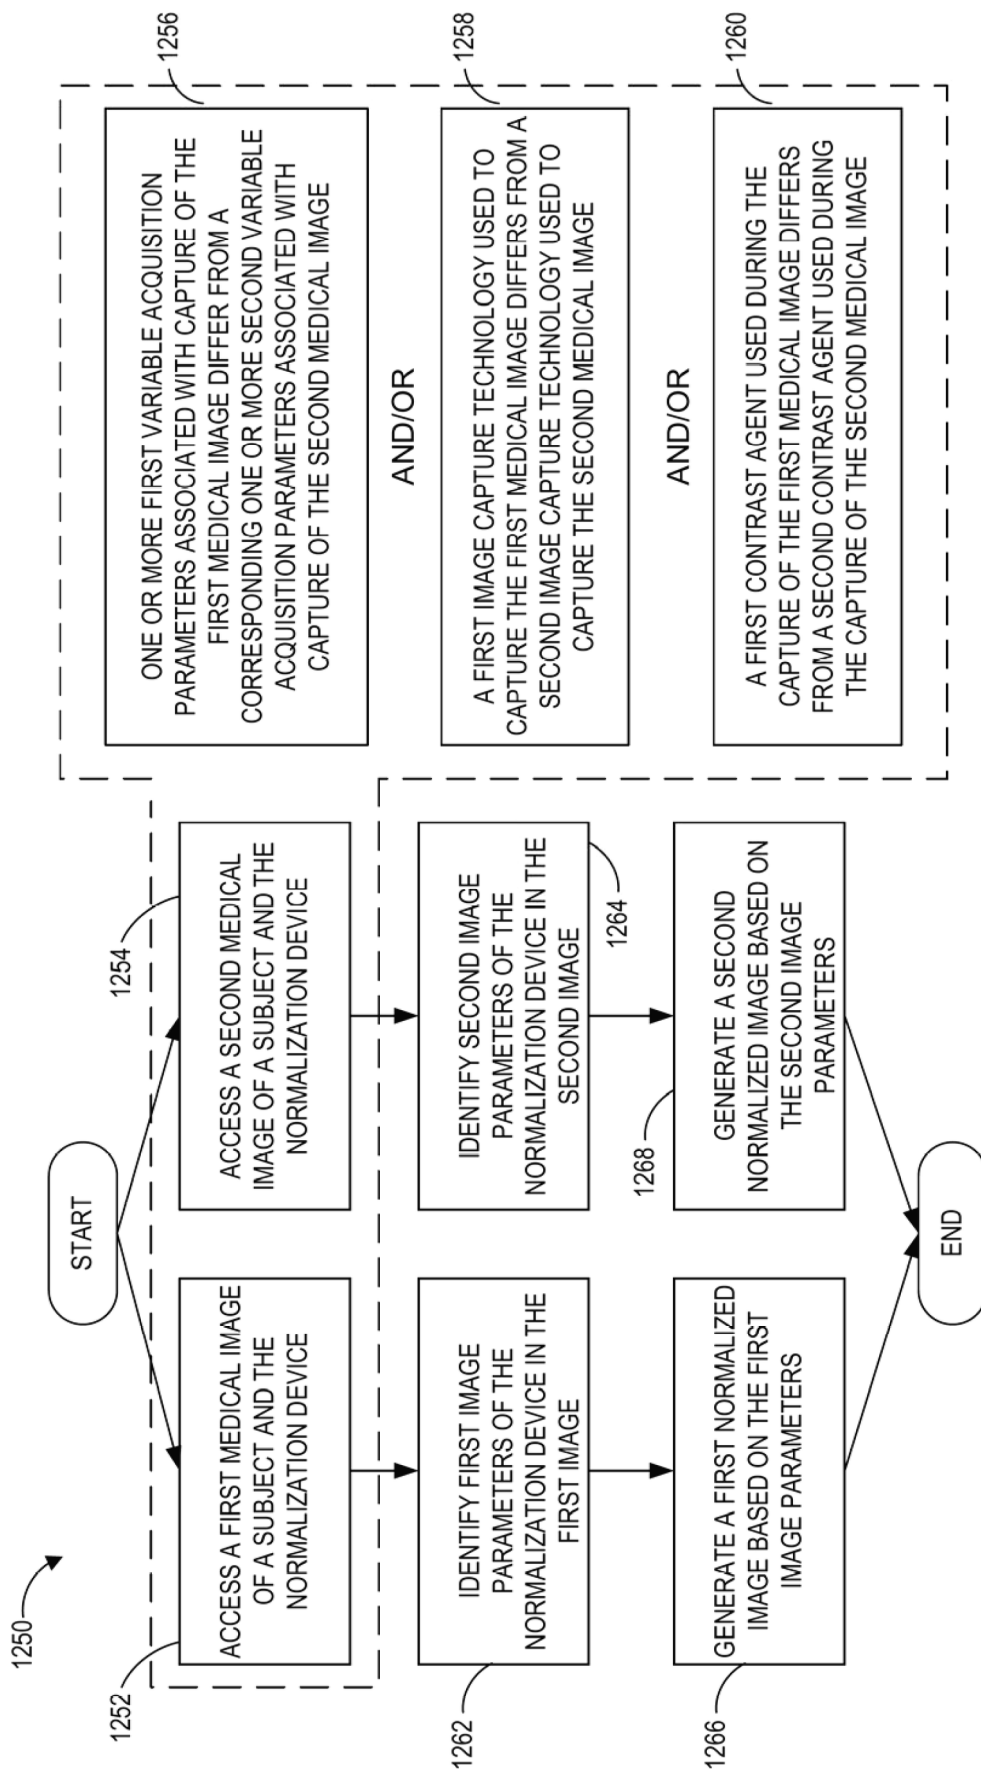 1250
START
1252
ACCESS A FIRST MEDICAL IMAGE
OF A SUBJECT AND THE
NORMALIZATION DEVICE
1254
ACCESS A SECOND MEDICAL
IMAGE OF A SUBJECT AND THE
NORMALIZATION DEVICE
1262
IDENTIFY FIRST IMAGE
PARAMETERS OF THE
NORMALIZATION DEVICE IN THE
FIRST IMAGE
IDENTIFY SECOND IMAGE
PARAMETERS OF THE
NORMALIZATION DEVICE IN THE
SECOND IMAGE
1264
1266
GENERATE A FIRST NORMALIZED
IMAGE BASED ON THE FIRST
IMAGE PARAMETERS
1268
GENERATE A SECOND
NORMALIZED IMAGE BASED ON
THE SECOND IMAGE
PARAMETERS
END
1256
ONE OR MORE FIRST VARIABLE ACQUISITION
PARAMETERS ASSOCIATED WITH CAPTURE OF THE
FIRST MEDICAL IMAGE DIFFER FROM A
CORRESPONDING ONE OR MORE SECOND VARIABLE
ACQUISITION PARAMETERS ASSOCIATED WITH
CAPTURE OF THE SECOND MEDICAL IMAGE
AND/OR
1258
A FIRST IMAGE CAPTURE TECHNOLOGY USED TO
CAPTURE THE FIRST MEDICAL IMAGE DIFFERS FROM A
SECOND IMAGE CAPTURE TECHNOLOGY USED TO
CAPTURE THE SECOND MEDICAL IMAGE
AND/OR
1260
A FIRST CONTRAST AGENT USED DURING THE
CAPTURE OF THE FIRST MEDICAL IMAGE DIFFERS
FROM A SECOND CONTRAST AGENT USED DURING
THE CAPTURE OF THE SECOND MEDICAL IMAGE